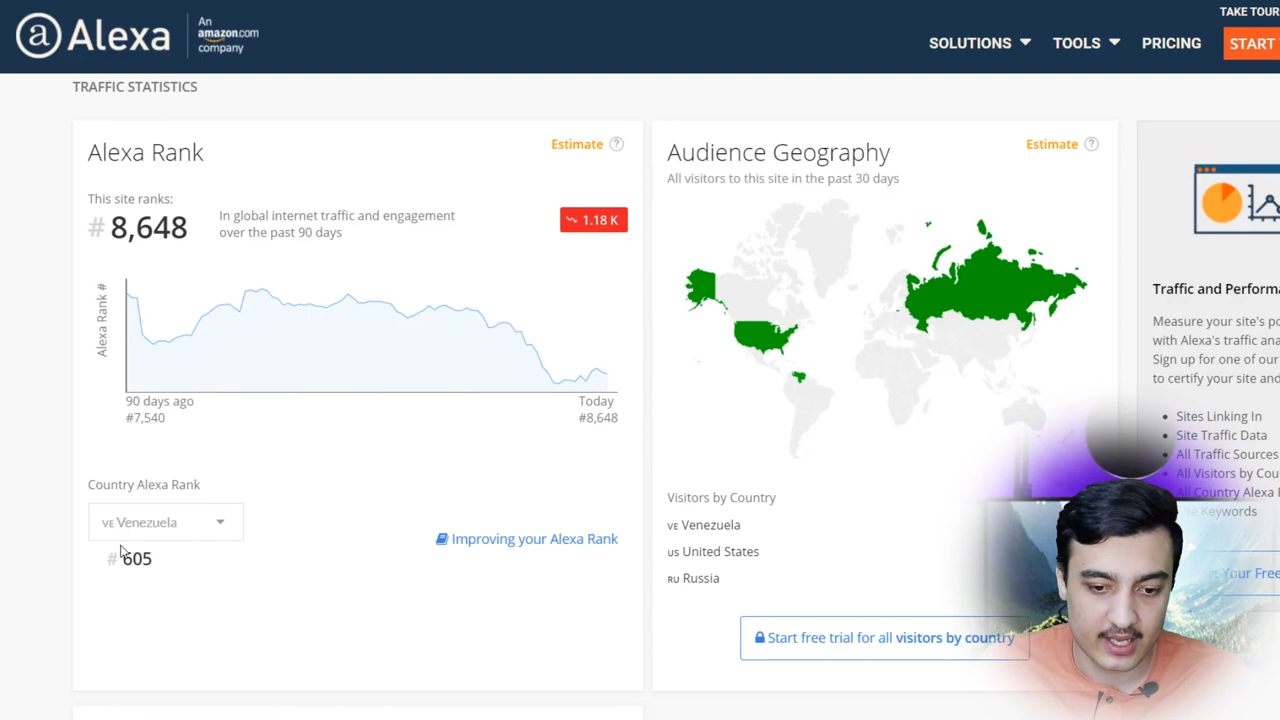 Alexa
An
amazon.com
company
TAKE TOUR
SOLUTIONS
TOOLS
PRICING
START
TRAFFIC STATISTICS
Alexa Rank
Estimate ?
This site ranks:
# 8,648
In global internet traffic and engagement
over the past 90 days
1.18 K
Alexa Rank #
90 days ago
#7,540
Today
#8,648
Country Alexa Rank
VE Venezuela
# 605
Improving your Alexa Rank
Audience Geography
Estimate ?
All visitors to this site in the past 30 days
Visitors by Country
VE Venezuela
US United States
RU Russia
Start free trial for all visitors by country
Traffic and Performa
Measure your site's po
with Alexa's traffic ana
Sign up for one of our
to certify your site and
• Sites Linking In
• Site Traffic Data
• All Traffic Sources
All Visitors by Cou
All Country Alexa
Keywords
Your Free